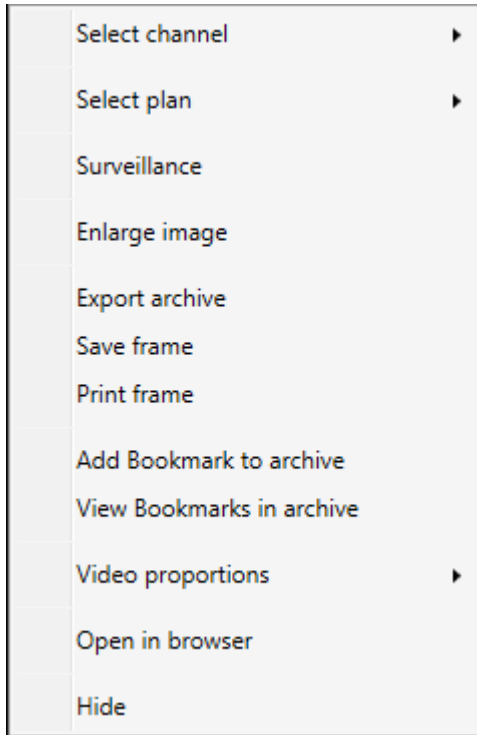 Select channel
Select plan
Surveillance
Enlarge image
Export archive
Save frame
Print frame
Add Bookmark to archive
View Bookmarks in archive
Video proportions
Open in browser
Hide